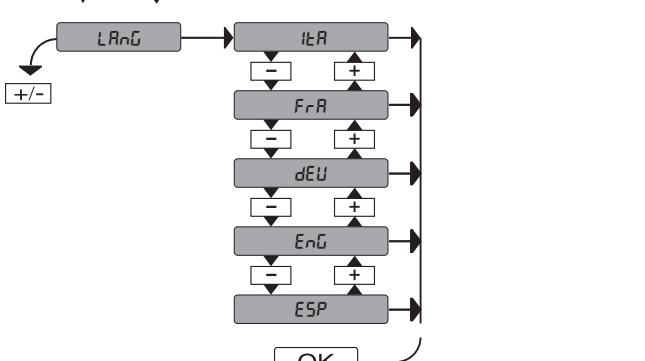 LAnG ItA
+/-
- +
FrA
- +
dEU
- +
EnG
- +
ESP
OK